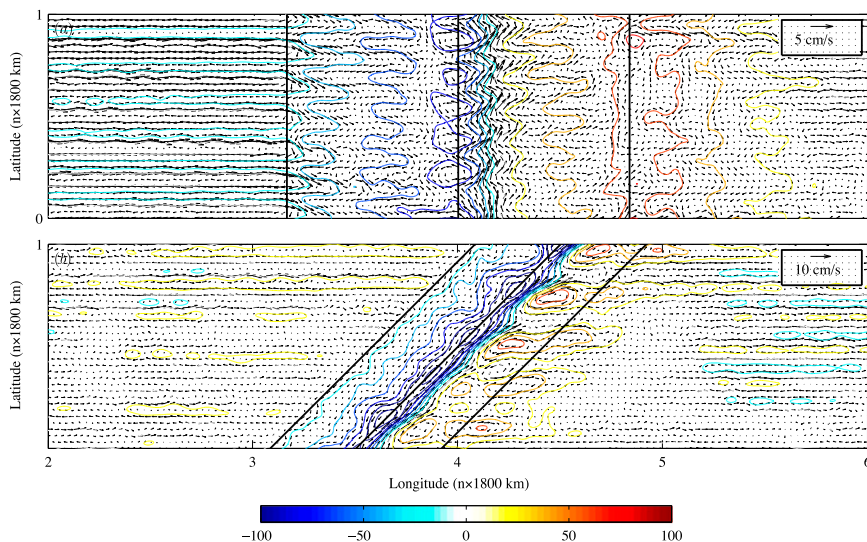 1
(a)
5 cm/s
Latitude (n×1800 km)
0
1
(b)
10 cm/s
Latitude (n×1800 km)
2 3 4 5 6
Longitude (n×1800 km)
−100 −50 0 50 100